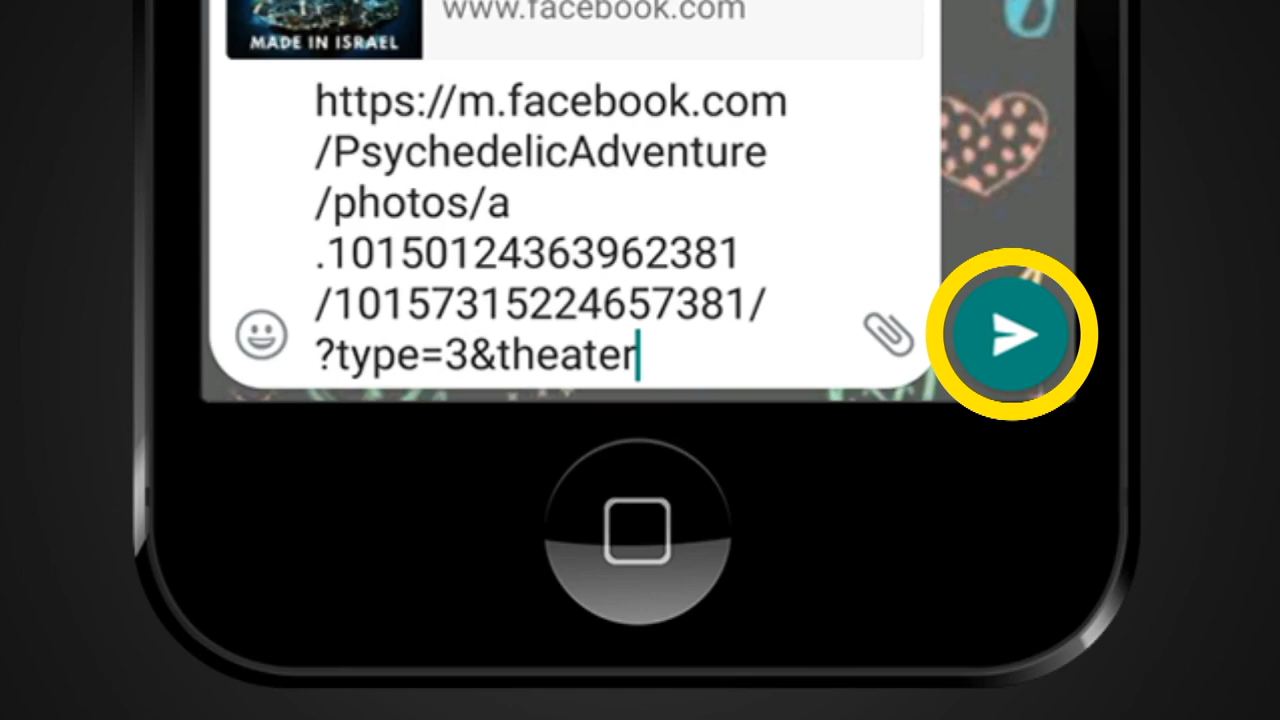 www.facebook.com
MADE IN ISRAEL
https://m.facebook.com
/PsychedelicAdventure
/photos/a
.10150124363962381
/10157315224657381/
?type=3&theater